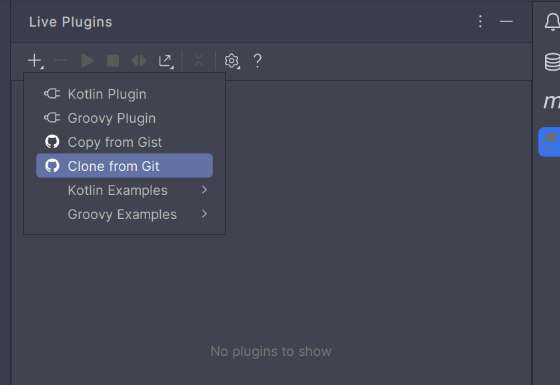 Live Plugins
Kotlin Plugin
Groovy Plugin
Copy from Gist
Clone from Git
Kotlin Examples
Groovy Examples
No plugins to show